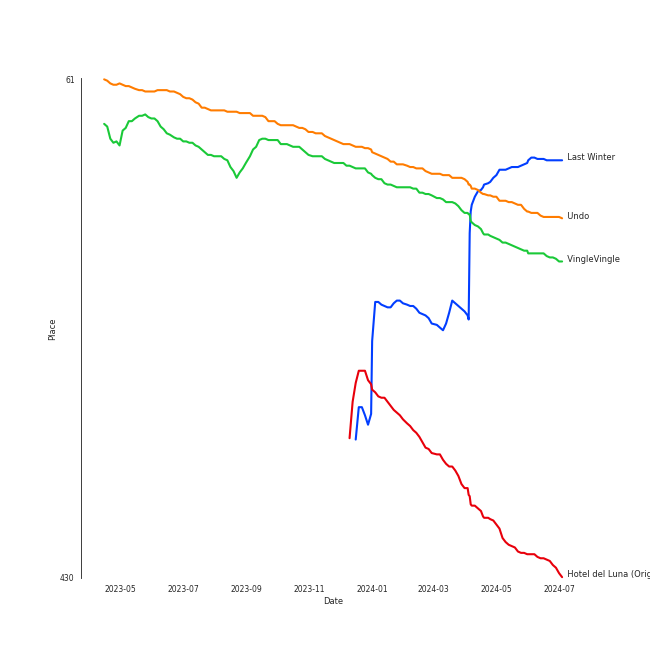 61
Last Winter
Undo
VingleVingle
Place
Hotel del Luna (Orig
430
2023-05 2023-07 2023-09 2023-11 2024-01 2024-03 2024-05 2024-07
Date